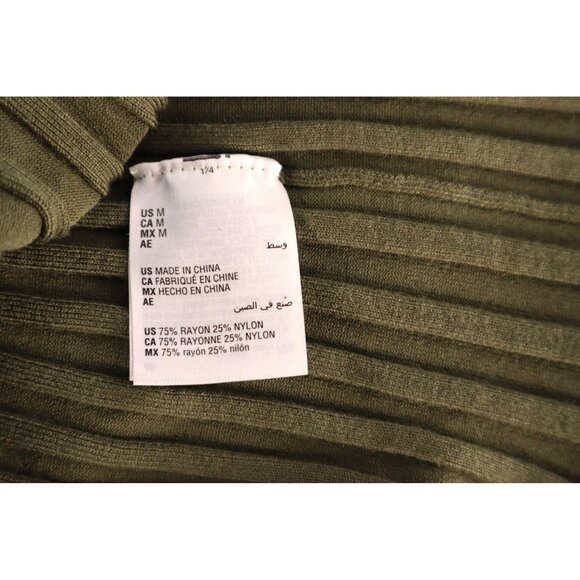 1/4
US M
CA M
MX M
AE وسط
US MADE IN CHINA
CA FABRIQUÉ EN CHINE
MX HECHO EN CHINA
AE صُنع في الصين
US 75% RAYON 25% NYLON
CA 75% RAYONNE 25% NYLON
MX 75% rayón 25% nilón